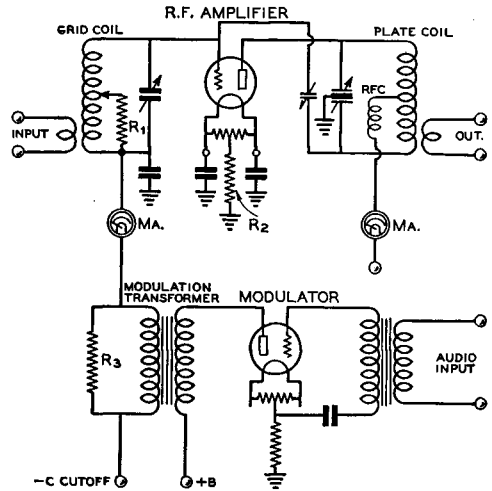 R.F. AMPLIFIER
GRID COIL
PLATE COIL
RFC
R1
INPUT
OUT.
R2
MA.
MA.
MODULATION
TRANSFORMER
MODULATOR
R3
AUDIO
INPUT
-C CUTOFF
+B